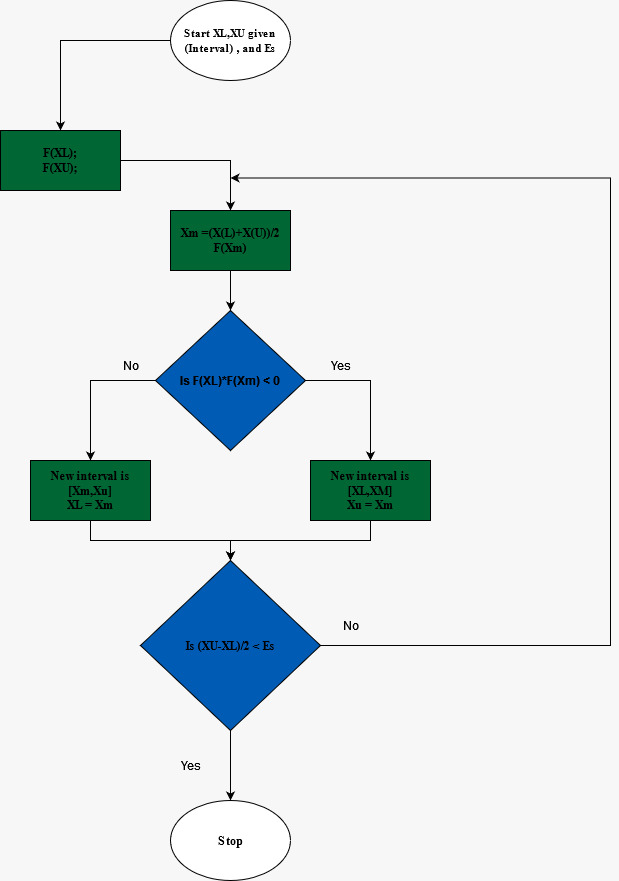 Start XL,XU given
(Interval) , and Es
F(XL);
F(XU);
Xm =(X(L)+X(U))/2
F(Xm)
No
Yes
Is F(XL)*F(Xm) < 0
New interval is
[Xm,Xu]
XL = Xm
New interval is
[XL,XM]
Xu = Xm
No
Is (XU-XL)/2 < Es
Yes
Stop